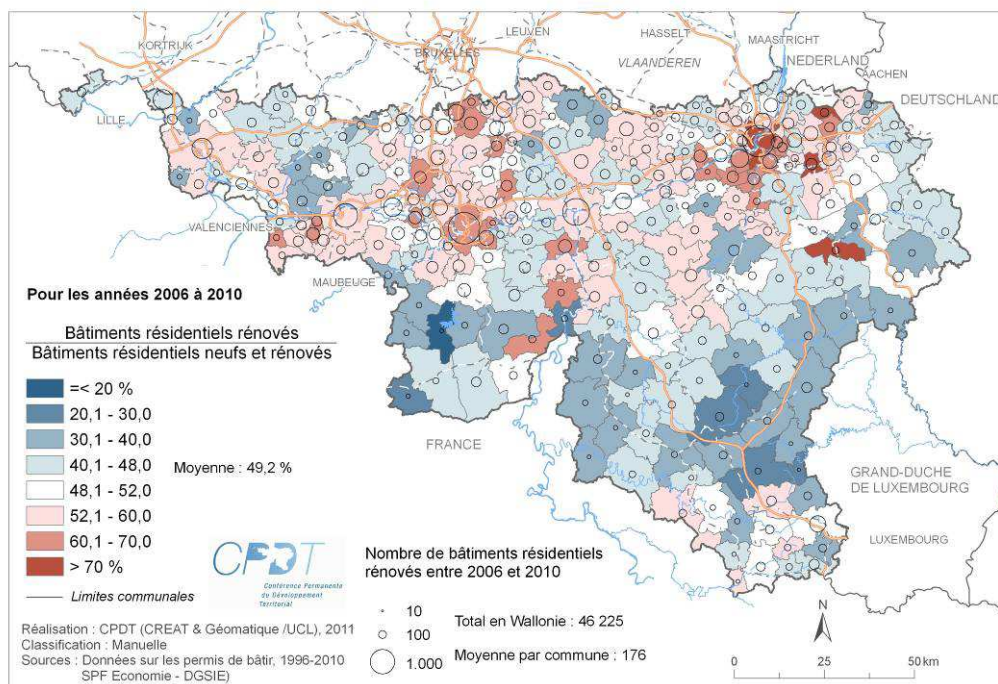 KORTRIJK
BRUXELLES
LEUVEN
HASSELT
MAASTRICHT
VLAANDEREN
NEDERLAND
AACHEN
DEUTSCHLAND
LILLE
VALENCIENNES
MAUBEUGE
FRANCE
GRAND-DUCHE
DE LUXEMBOURG
LUXEMBOURG
Pour les années 2006 à 2010
Bâtiments résidentiels rénovés
Bâtiments résidentiels neufs et rénovés
=< 20 %
20,1 - 30,0
30,1 - 40,0
40,1 - 48,0
Moyenne : 49,2 %
48,1 - 52,0
52,1 - 60,0
60,1 - 70,0
> 70 %
Limites communales
CPDT
Conférence Permanente
du Développement
Territorial
Réalisation : CPDT (CREAT & Géomatique /UCL), 2011
Classification : Manuelle
Sources : Données sur les permis de bâtir, 1996-2010
SPF Economie - DGSIE)
Nombre de bâtiments résidentiels
rénovés entre 2006 et 2010
10
100
1.000
Total en Wallonie : 46 225
Moyenne par commune : 176
N
0 25 50 km